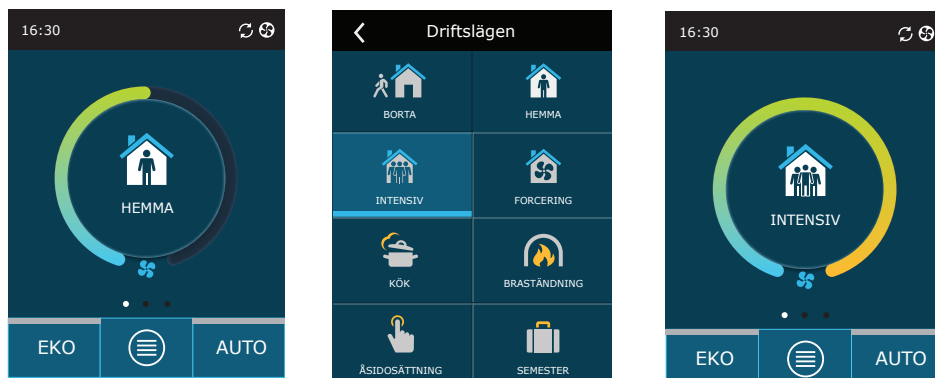 16:30
HEMMA
EKO
AUTO
Driftslägen
BORTA
HEMMA
INTENSIV
FORCERING
KÖK
BRASTÄNDNING
ÅSIDOSÄTTNING
SEMESTER
16:30
INTENSIV
EKO
AUTO